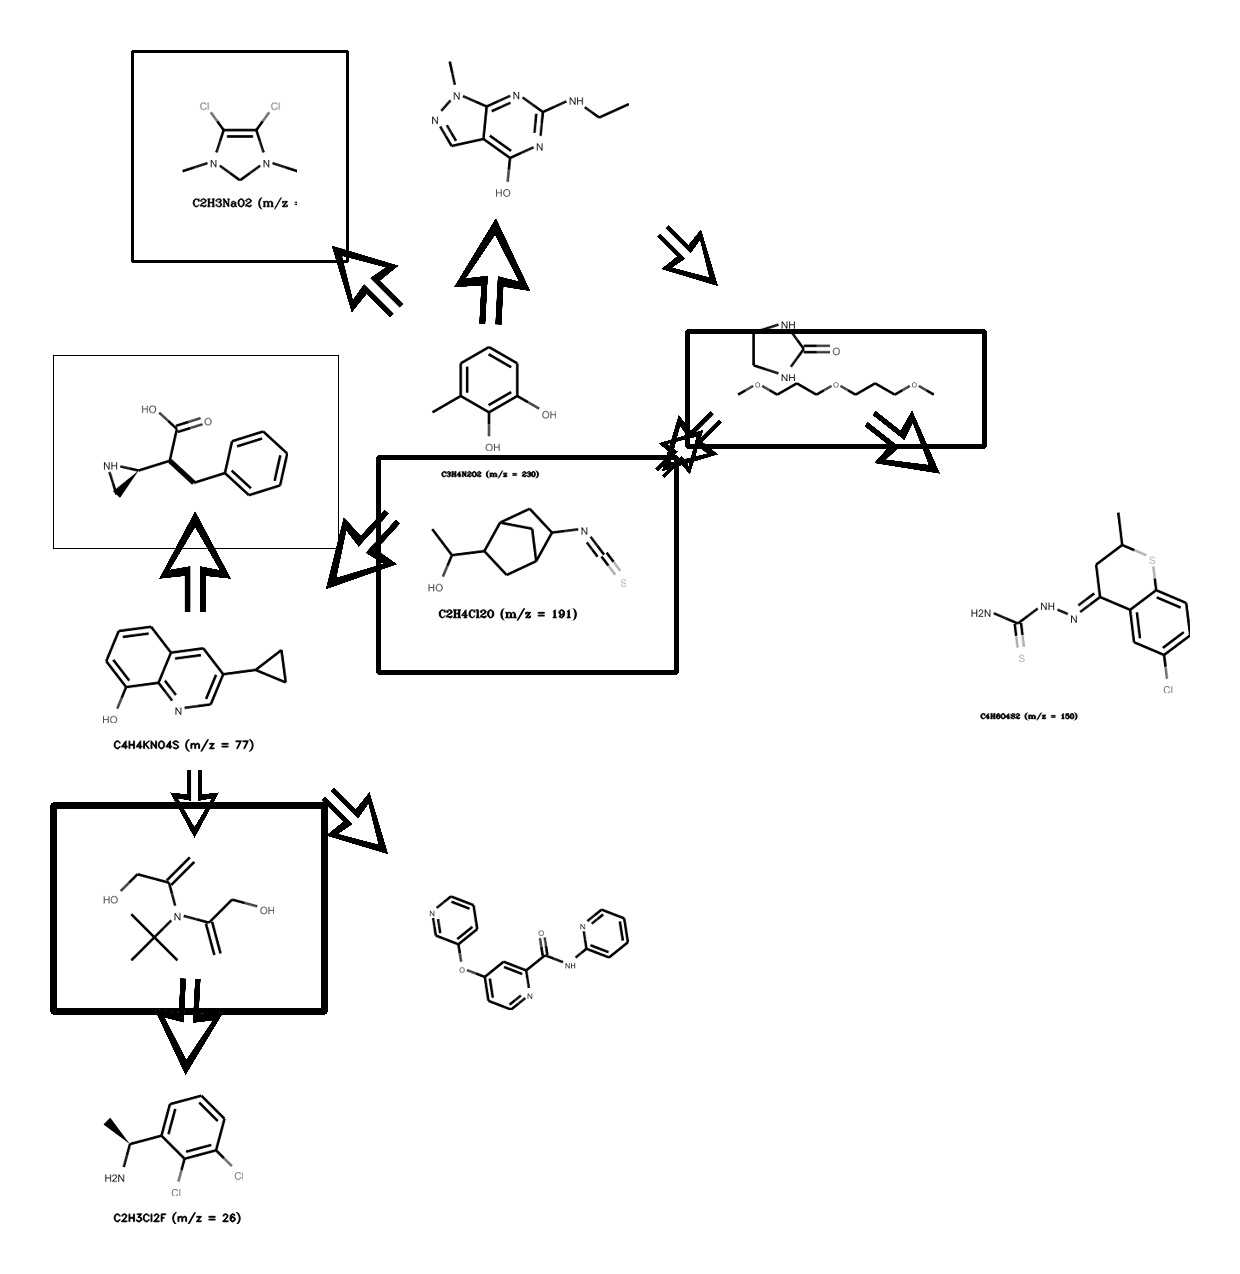 Cl Cl
N N
C2H3NaO2 (m/z =
N N NH
N N
HO
OH
OH
C3H4N2O2 (m/z = 230)
NH
O
NH
O O O
HO O
NH
N
HO S
C2H4Cl2O (m/z = 191)
S
H2N NH N
S
Cl
C4H6O4S2 (m/z = 150)
HO N
C4H4KNO4S (m/z = 77)
HO N OH
N O N
O NH
N
H2N Cl
Cl
C2H3Cl2F (m/z = 26)